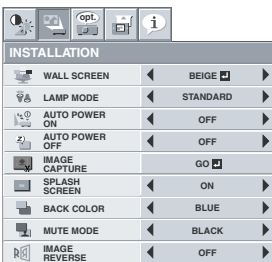 opt.
i
INSTALLATION
WALL SCREEN BEIGE
LAMP MODE STANDARD
AUTO POWER
ON
OFF
AUTO POWER
OFF
OFF
IMAGE
CAPTURE
GO
SPLASH
SCREEN
ON
BACK COLOR BLUE
MUTE MODE BLACK
IMAGE
REVERSE
OFF